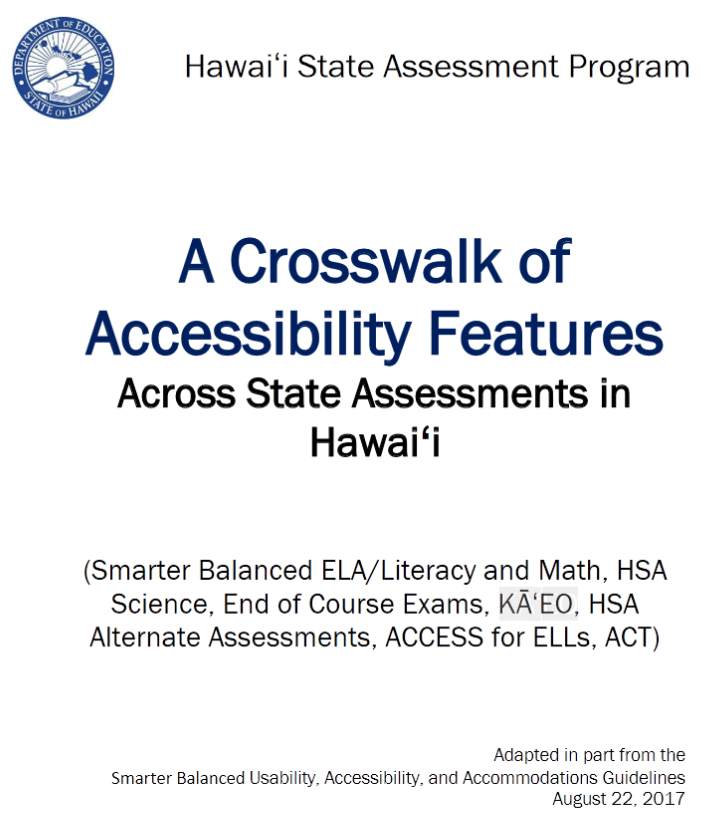 DEPARTMENT OF EDUCATION
STATE OF HAWAII
Hawaiʻi State Assessment Program
A Crosswalk of
Accessibility Features
Across State Assessments in
Hawaiʻi
(Smarter Balanced ELA/Literacy and Math, HSA
Science, End of Course Exams, KĀʻEO, HSA
Alternate Assessments, ACCESS for ELLs, ACT)
Adapted in part from the
Smarter Balanced Usability, Accessibility, and Accommodations Guidelines
August 22, 2017